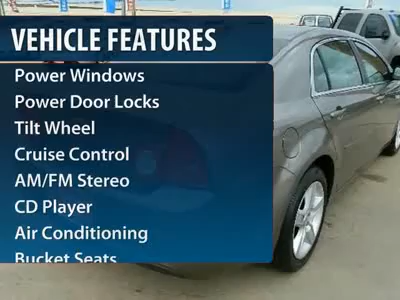 VEHICLE FEATURES
Power Windows
Power Door Locks
Tilt Wheel
Cruise Control
AM/FM Stereo
CD Player
Air Conditioning
Bucket Seats